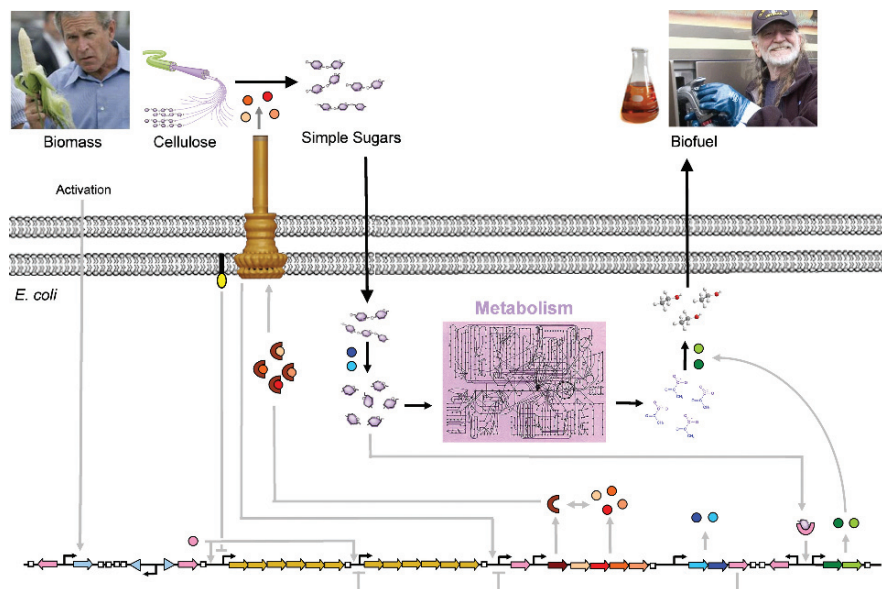 Biomass
Cellulose
Simple Sugars
Biofuel
Activation
E. coli
Metabolism